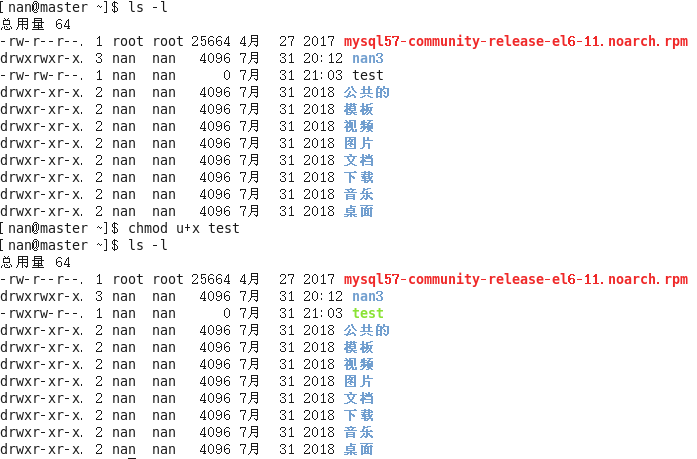 [nan@master ~]$ ls -l
总用量 64
-rw-r--r--. 1 root root 25664 4月  27 2017 mysql57-community-release-el6-11.noarch.rpm
drwxrwxr-x. 3 nan  nan   4096 7月  31 20:12 nan3
-rw-rw-r--. 1 nan  nan      0 7月  31 21:03 test
drwxr-xr-x. 2 nan  nan   4096 7月  31 2018 公共的
drwxr-xr-x. 2 nan  nan   4096 7月  31 2018 模板
drwxr-xr-x. 2 nan  nan   4096 7月  31 2018 视频
drwxr-xr-x. 2 nan  nan   4096 7月  31 2018 图片
drwxr-xr-x. 2 nan  nan   4096 7月  31 2018 文档
drwxr-xr-x. 2 nan  nan   4096 7月  31 2018 下载
drwxr-xr-x. 2 nan  nan   4096 7月  31 2018 音乐
drwxr-xr-x. 2 nan  nan   4096 7月  31 2018 桌面
[nan@master ~]$ chmod u+x test
[nan@master ~]$ ls -l
总用量 64
-rw-r--r--. 1 root root 25664 4月  27 2017 mysql57-community-release-el6-11.noarch.rpm
drwxrwxr-x. 3 nan  nan   4096 7月  31 20:12 nan3
-rwxrw-r--. 1 nan  nan      0 7月  31 21:03 test
drwxr-xr-x. 2 nan  nan   4096 7月  31 2018 公共的
drwxr-xr-x. 2 nan  nan   4096 7月  31 2018 模板
drwxr-xr-x. 2 nan  nan   4096 7月  31 2018 视频
drwxr-xr-x. 2 nan  nan   4096 7月  31 2018 图片
drwxr-xr-x. 2 nan  nan   4096 7月  31 2018 文档
drwxr-xr-x. 2 nan  nan   4096 7月  31 2018 下载
drwxr-xr-x. 2 nan  nan   4096 7月  31 2018 音乐
drwxr-xr-x. 2 nan  nan   4096 7月  31 2018 桌面